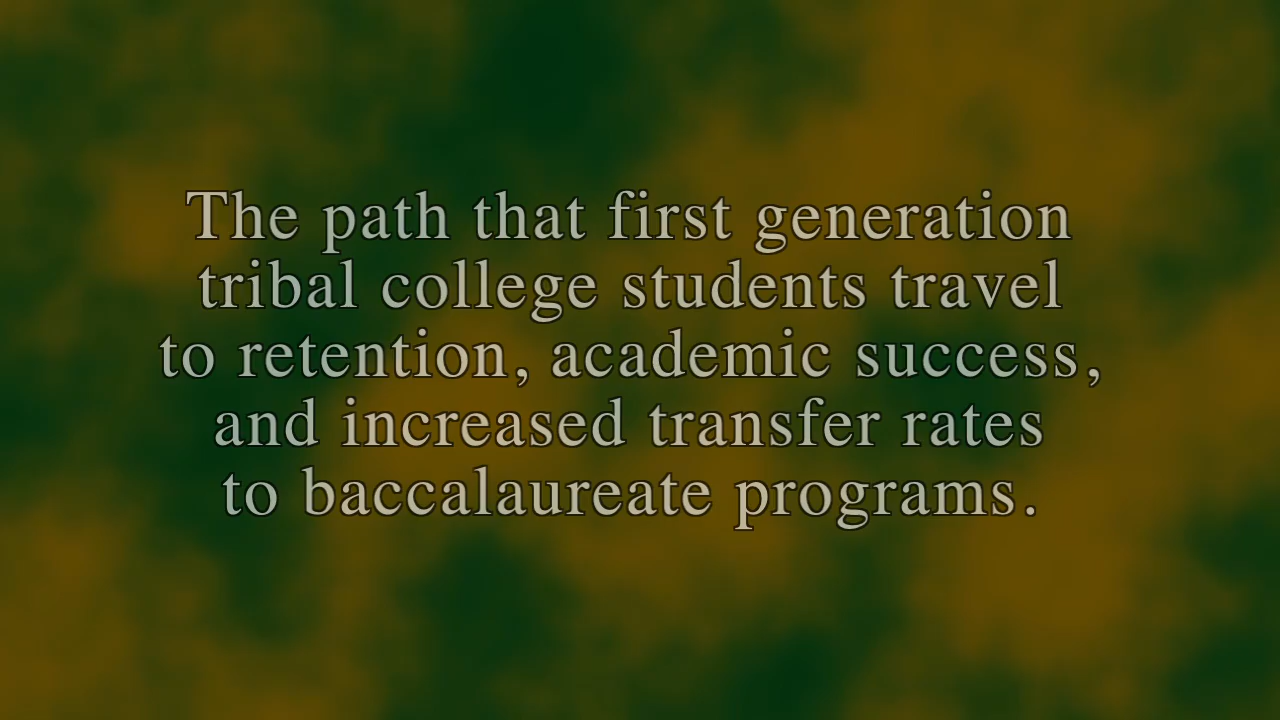 The path that first generation
tribal college students travel
to retention, academic success,
and increased transfer rates
to baccalaureate programs.